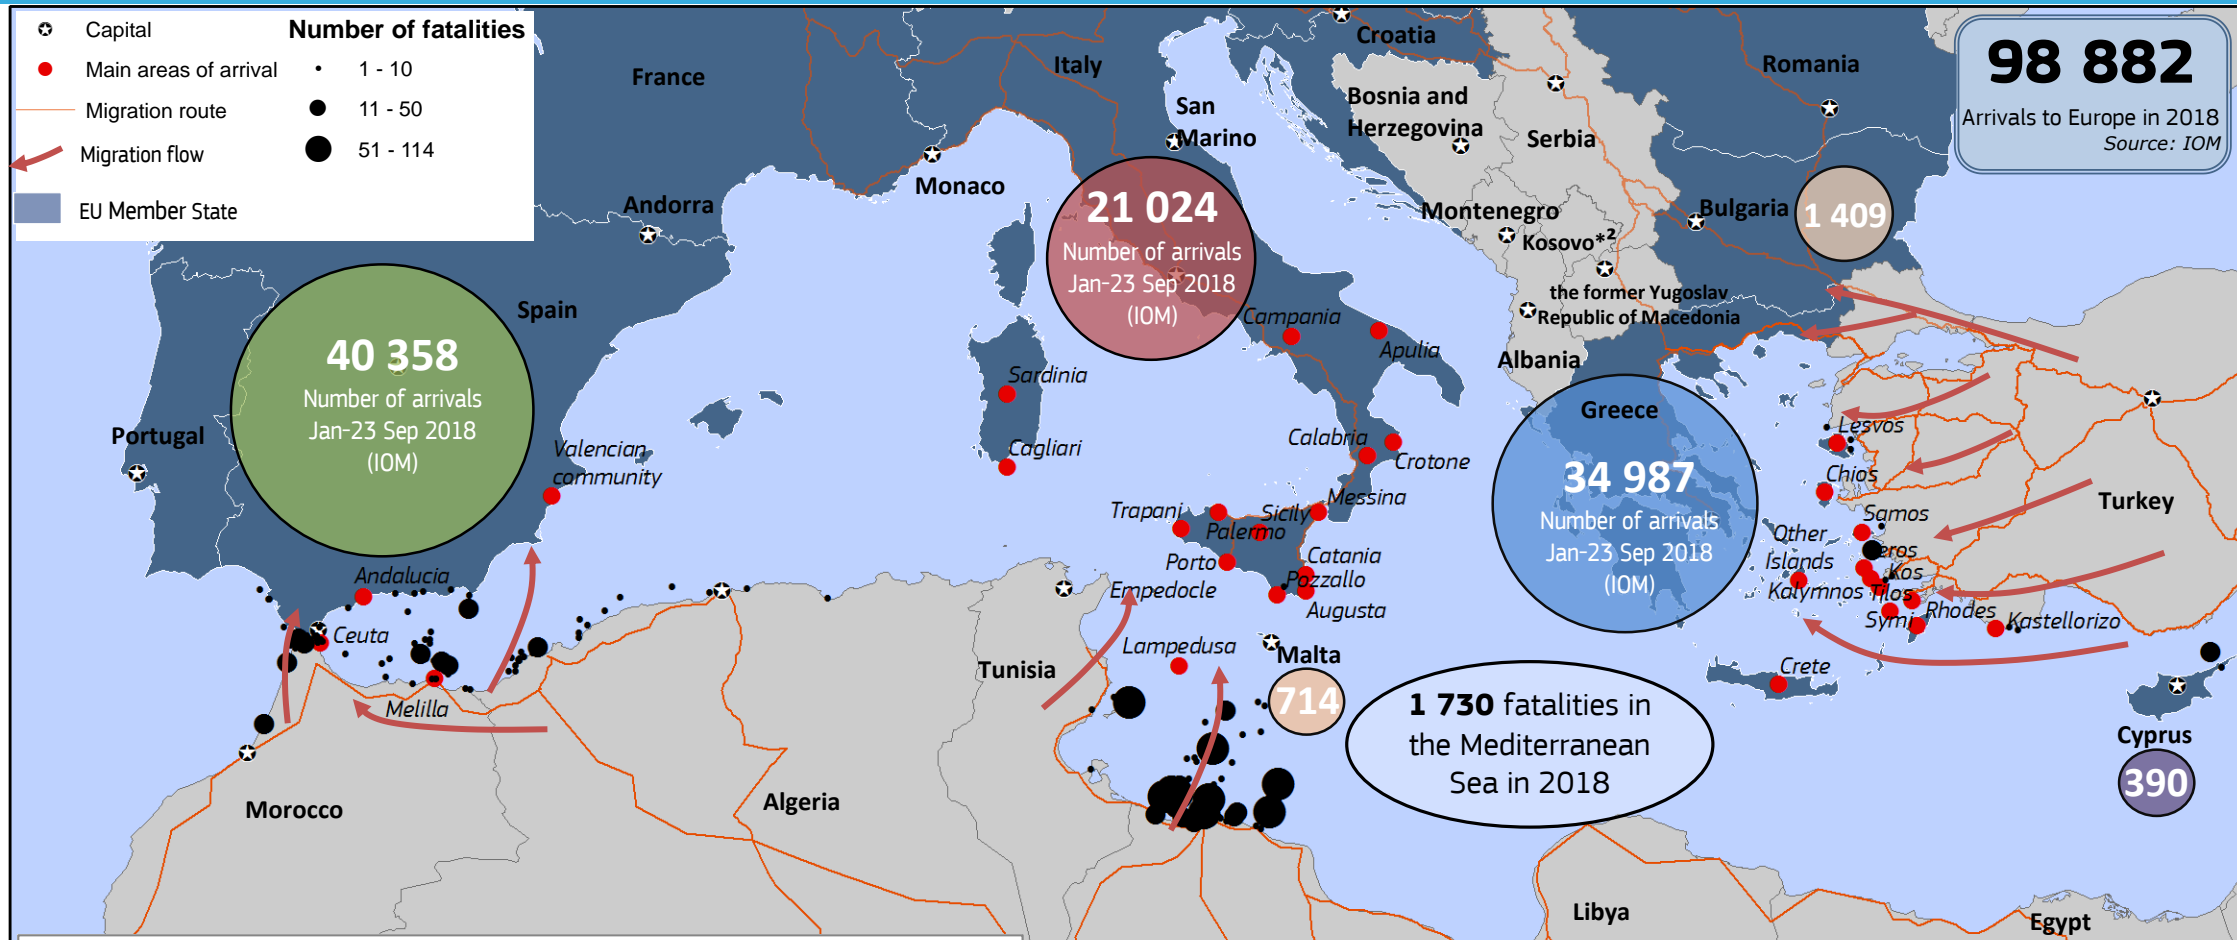 Capital
Number of fatalities
Main areas of arrival
1 - 10
Migration route
11 - 50
Migration flow
51 - 114
EU Member State
98 882
Arrivals to Europe in 2018
Source: IOM
France
Italy
Croatia
Romania
San
Marino
Bosnia and
Herzegovina
Serbia
Monaco
Andorra
Montenegro
Kosovo*²
Bulgaria
1 409
the former Yugoslav
Republic of Macedonia
Albania
21 024
Number of arrivals
Jan-23 Sep 2018
(IOM)
Spain
40 358
Number of arrivals
Jan-23 Sep 2018
(IOM)
Portugal
Valencian
community
Andalucia
Ceuta
Melilla
Campania
Apulia
Sardinia
Cagliari
Calabria
Crotone
Messina
Trapani
Sicily
Palermo
Porto
Empedocle
Catania
Pozzallo
Augusta
Lampedusa
Malta
714
Greece
34 987
Number of arrivals
Jan-23 Sep 2018
(IOM)
Lesvos
Chios
Samos
Other
Islands
eros
Kos
Kalymnos
Tilos
Symi
Rhodes
Kastellorizo
Crete
Turkey
Cyprus
390
1 730 fatalities in
the Mediterranean
Sea in 2018
Tunisia
Morocco
Algeria
Libya
Egypt